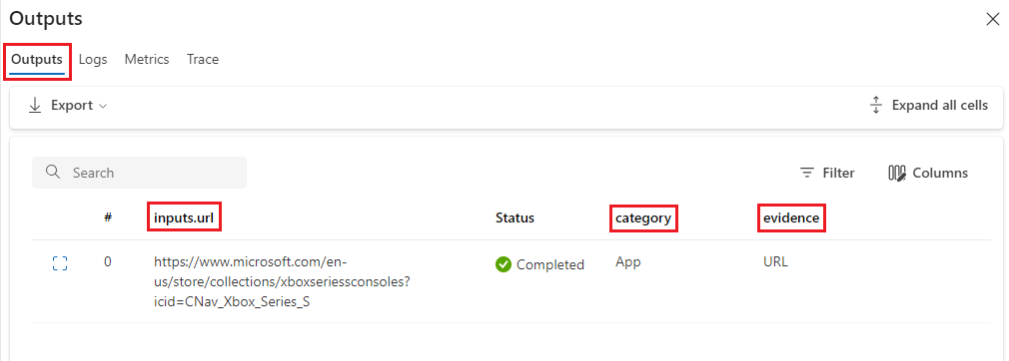 Outputs
Outputs Logs Metrics Trace
Export Expand all cells
Search Filter Columns
# inputs.url Status category evidence
0 https://www.microsoft.com/en- Completed App URL
us/store/collections/xboxseriessconsoles?
icid=CNav_Xbox_Series_S